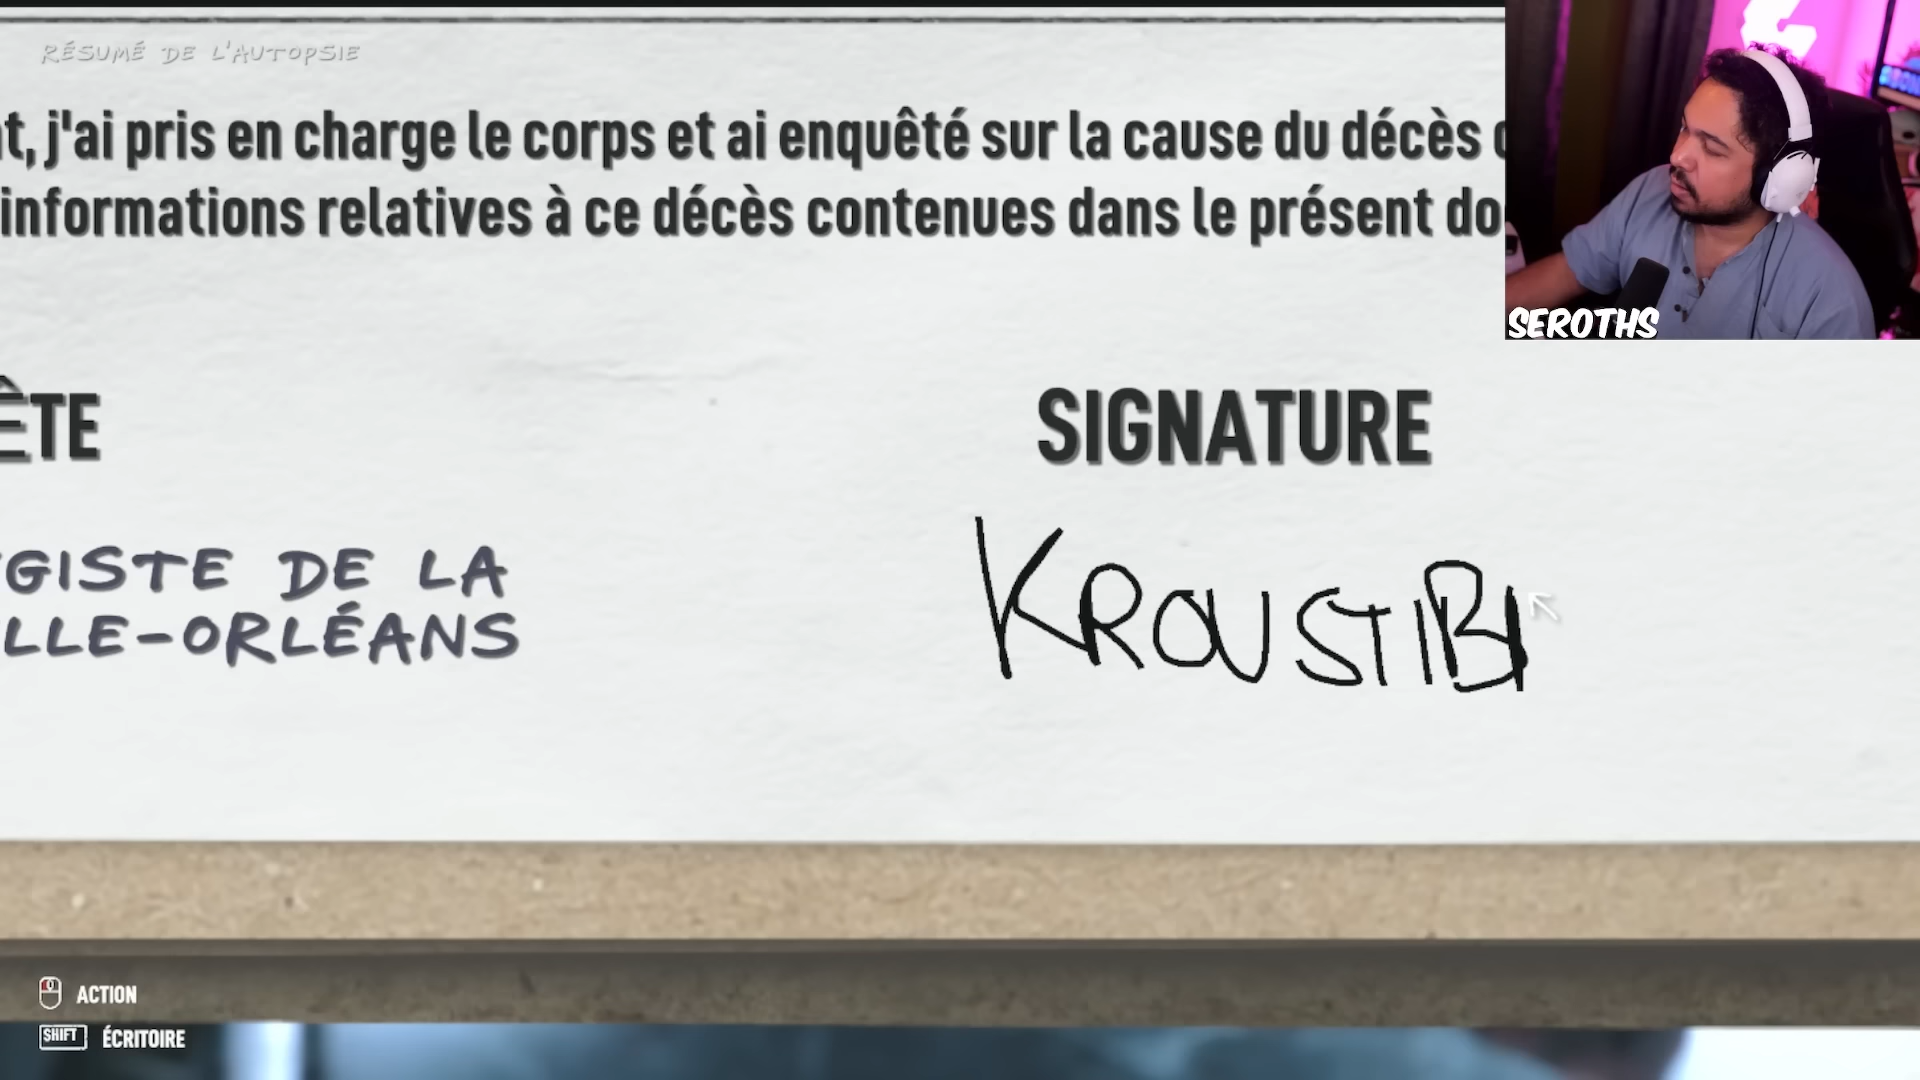 RÉSUMÉ DE L'AUTOPSIE
t, j'ai pris en charge le corps et ai enquêté sur la cause du décès
informations relatives à ce décès contenues dans le présent do
SEROTHS
ÊTE
SIGNATURE
GISTE DE LA
LLE-ORLÉANS
KROUSTIBI
ACTION
SHIFT ÉCRITOIRE